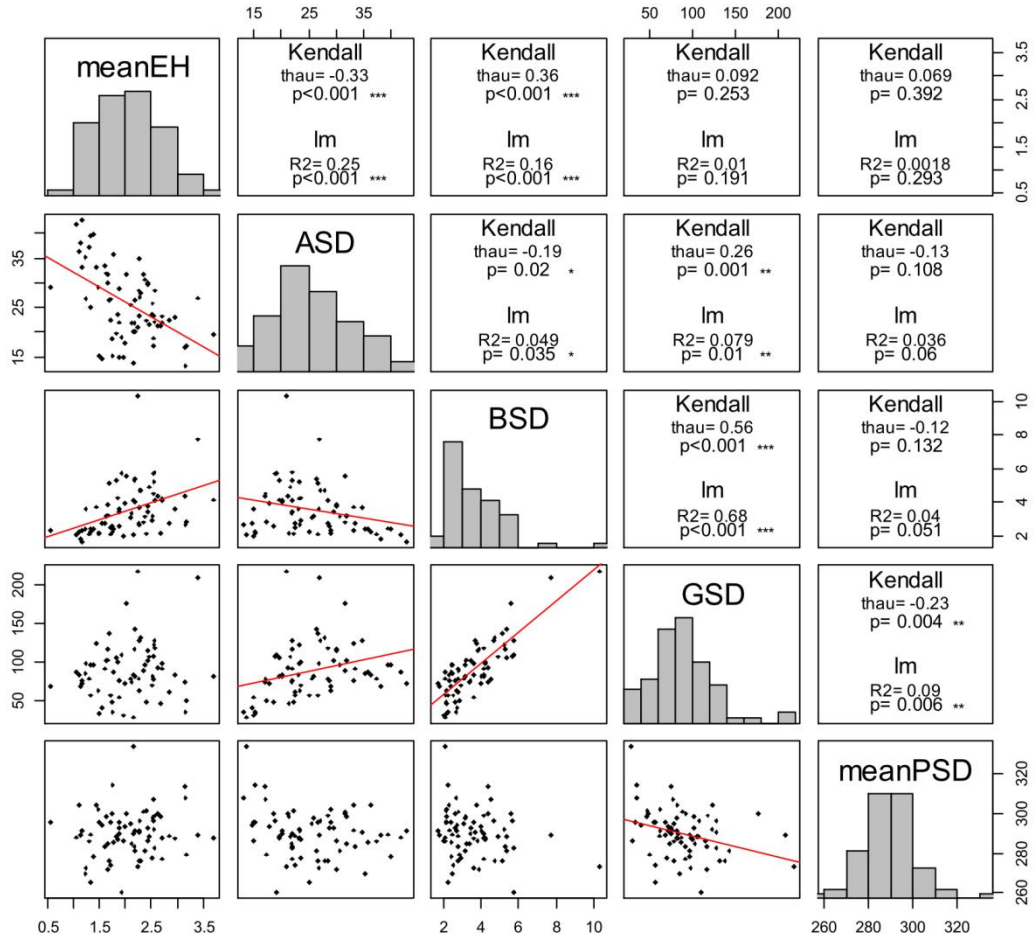 15 25 35
50 100 150 200
meanEH
Kendall
thau= -0.33
p<0.001 ***
lm
R2= 0.25
p<0.001 ***
Kendall
thau= 0.36
p<0.001 ***
lm
R2= 0.16
p<0.001 ***
Kendall
thau= 0.092
p= 0.253
lm
R2= 0.01
p= 0.191
Kendall
thau= 0.069
p= 0.392
lm
R2= 0.0018
p= 0.293
0.5 1.5 2.5 3.5
15 25 35
ASD
Kendall
thau= -0.19
p= 0.02 *
lm
R2= 0.049
p= 0.035 *
Kendall
thau= 0.26
p= 0.001 **
lm
R2= 0.079
p= 0.01 **
Kendall
thau= -0.13
p= 0.108
lm
R2= 0.036
p= 0.06
BSD
Kendall
thau= 0.56
p<0.001 ***
lm
R2= 0.68
p<0.001 ***
Kendall
thau= -0.12
p= 0.132
lm
R2= 0.04
p= 0.051
2 4 6 8 10
50 100 150 200
GSD
Kendall
thau= -0.23
p= 0.004 **
lm
R2= 0.09
p= 0.006 **
meanPSD
260 280 300 320
0.5 1.5 2.5 3.5
2 4 6 8 10
260 280 300 320